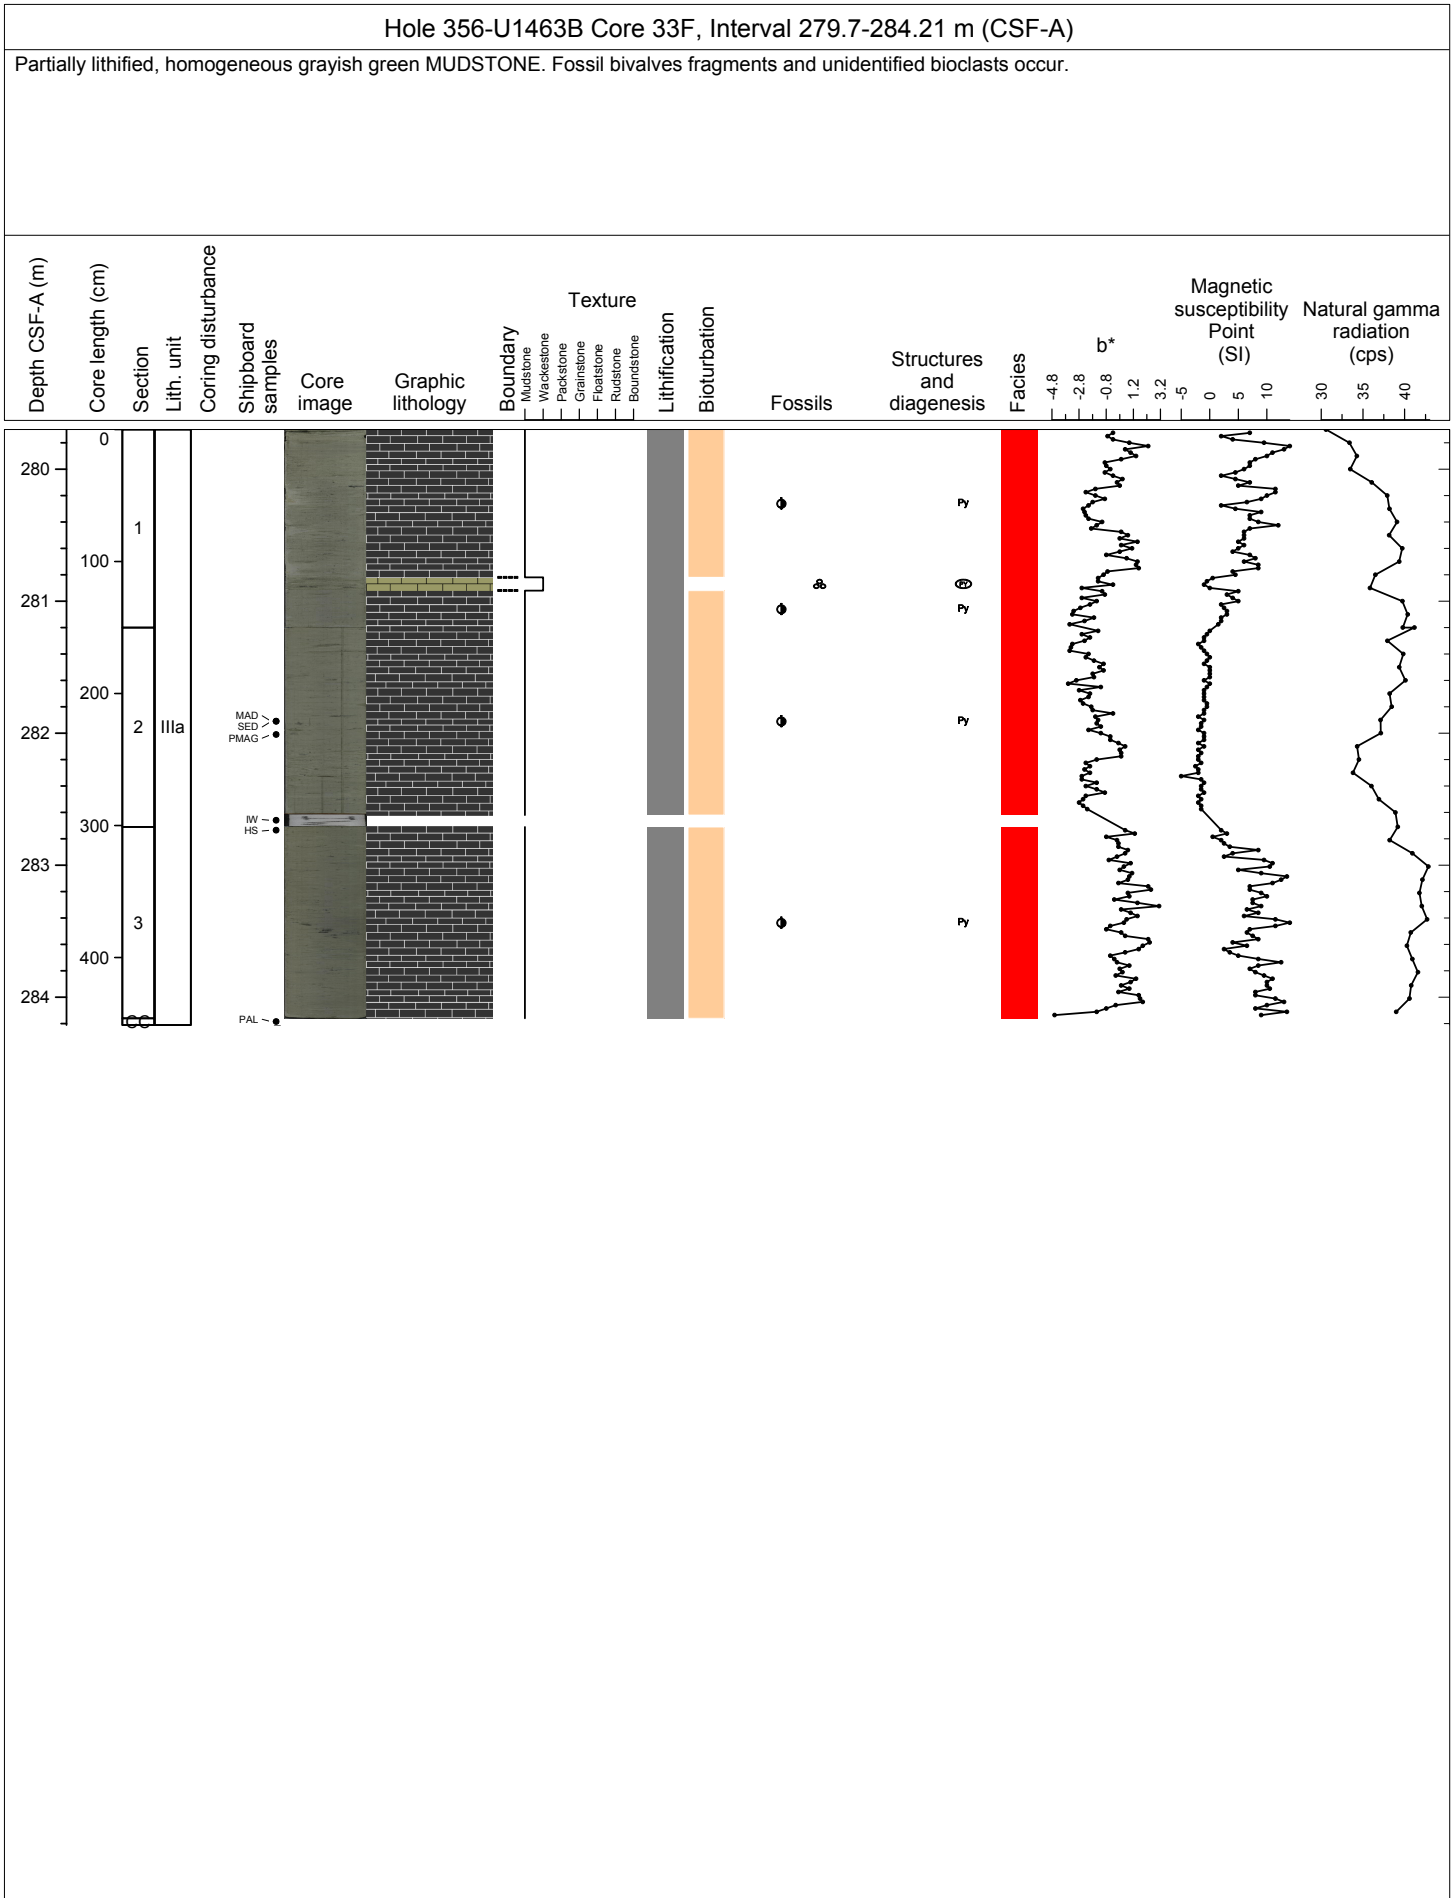 Hole 356-U1463B Core 33F, Interval 279.7-284.21 m (CSF-A)
Partially lithified, homogeneous grayish green MUDSTONE. Fossil bivalves fragments and unidentified bioclasts occur.
Depth CSF-A (m)
Core length (cm)
Section
Lith. unit
Coring disturbance
Shipboard
samples
Core
image
Graphic
lithology
Boundary
Texture
Mudstone
Wackestone
Packstone
Grainstone
Floatstone
Rudstone
Boundstone
Lithification
Bioturbation
Fossils
Structures
and
diagenesis
Facies
b*
-4.8
-2.8
-0.8
1.2
3.2
Magnetic
susceptibility
Point
(SI)
-5
0
5
10
Natural gamma
radiation
(cps)
30
35
40
0
280
Py
1
100
Py
281
Py
200
MAD
SED
PMAG
2
IIIa
Py
282
IW
300
HS
283
3
Py
400
284
CC
PAL